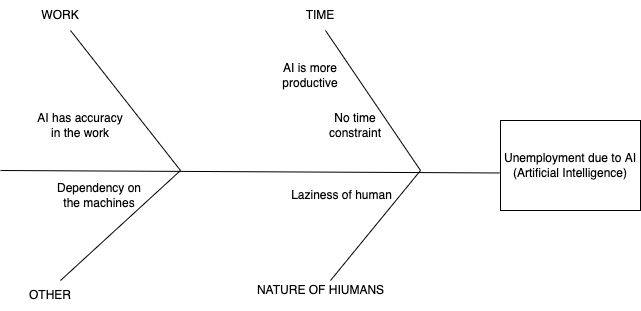 WORK
TIME
AI is more
productive
AI has accuracy
in the work
No time
constraint
Unemployment due to AI
(Artificial Intelligence)
Dependency on
the machines
Laziness of human
OTHER
NATURE OF HIUMANS